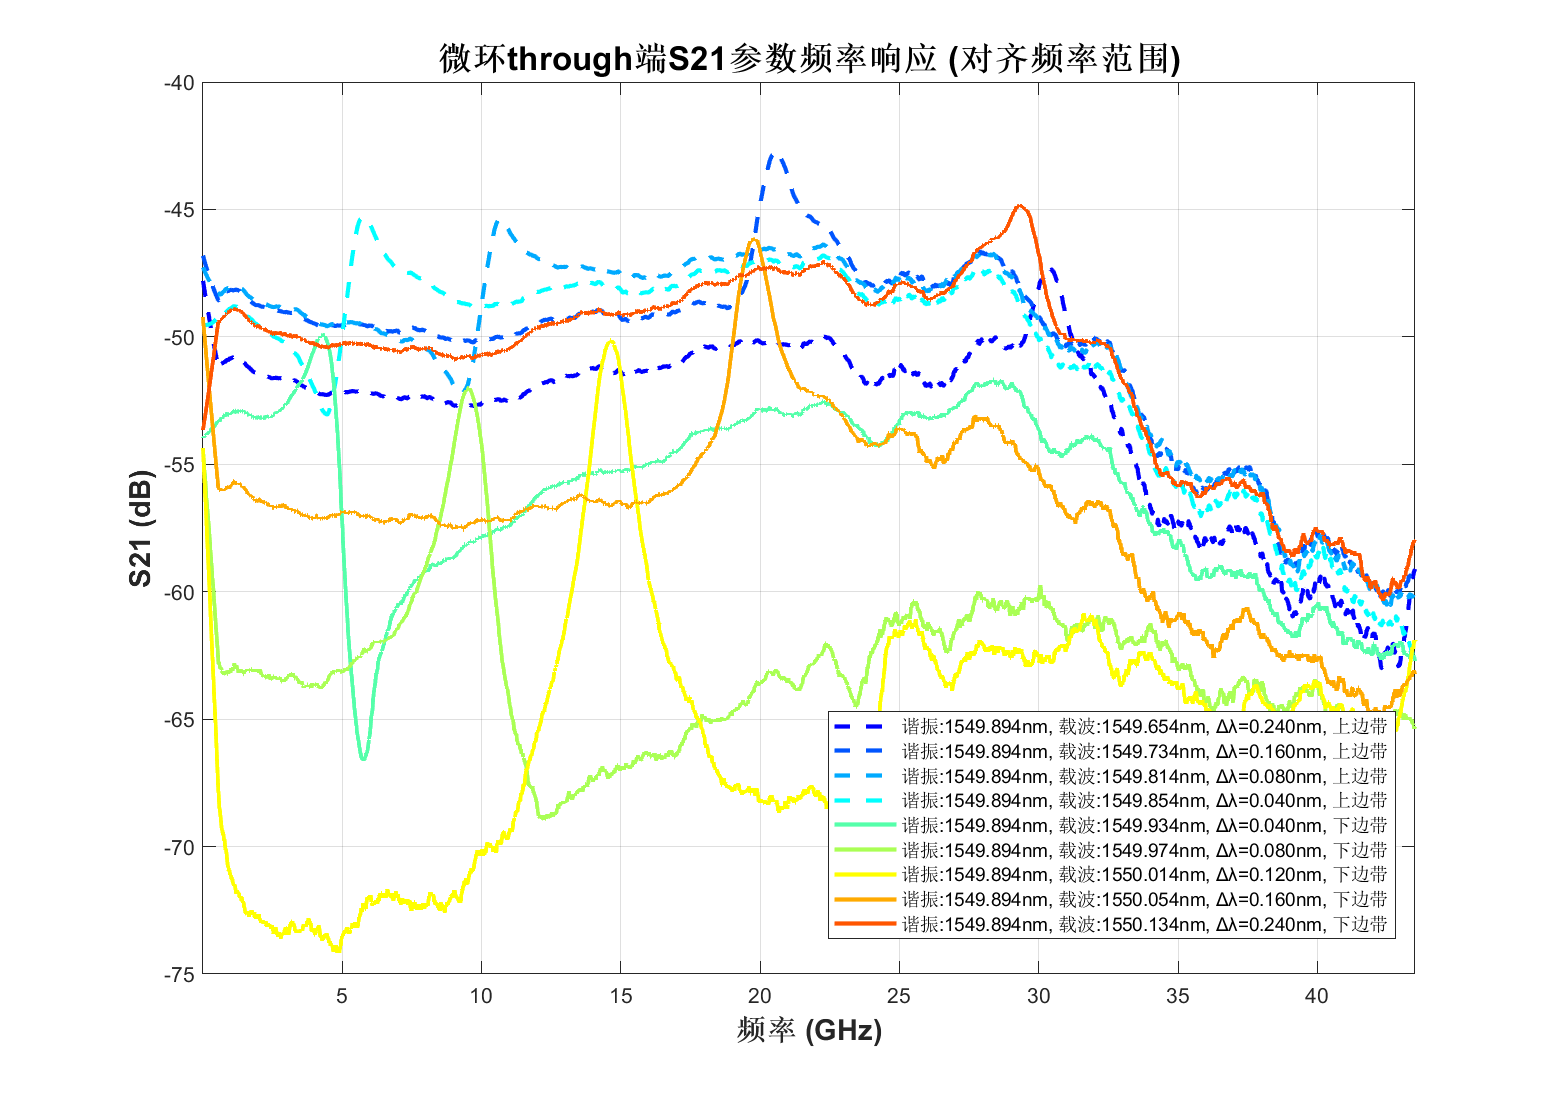 微环through端S21参数频率响应 (对齐频率范围)
-40
-45
-50
-55
-60
-65
-70
-75
S21 (dB)
谐振:1549.894nm, 载波:1549.654nm, Δλ=0.240nm, 上边带
谐振:1549.894nm, 载波:1549.734nm, Δλ=0.160nm, 上边带
谐振:1549.894nm, 载波:1549.814nm, Δλ=0.080nm, 上边带
谐振:1549.894nm, 载波:1549.854nm, Δλ=0.040nm, 上边带
谐振:1549.894nm, 载波:1549.934nm, Δλ=0.040nm, 下边带
谐振:1549.894nm, 载波:1549.974nm, Δλ=0.080nm, 下边带
谐振:1549.894nm, 载波:1550.014nm, Δλ=0.120nm, 下边带
谐振:1549.894nm, 载波:1550.054nm, Δλ=0.160nm, 下边带
谐振:1549.894nm, 载波:1550.134nm, Δλ=0.240nm, 下边带
5 10 15 20 25 30 35 40
频率 (GHz)